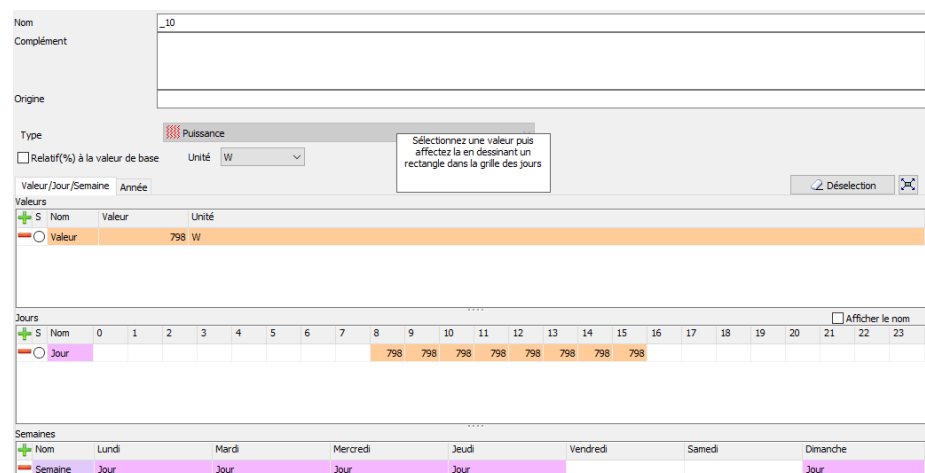 Nom _10
Complément
Origine
Type Puissance
Sélectionnez une valeur puis
affectez la en dessinant un
rectangle dans la grille des jours
Relatif(%) à la valeur de base Unité W
Valeur/Jour/Semaine Année Déselection
Valeurs
S Nom Valeur Unité
Valeur 798 W
Jours Afficher le nom
S Nom 0 1 2 3 4 5 6 7 8 9 10 11 12 13 14 15 16 17 18 19 20 21 22 23
Jour 798 798 798 798 798 798 798 798
Semaines
Nom Lundi Mardi Mercredi Jeudi Vendredi Samedi Dimanche
Semaine Jour Jour Jour Jour Jour